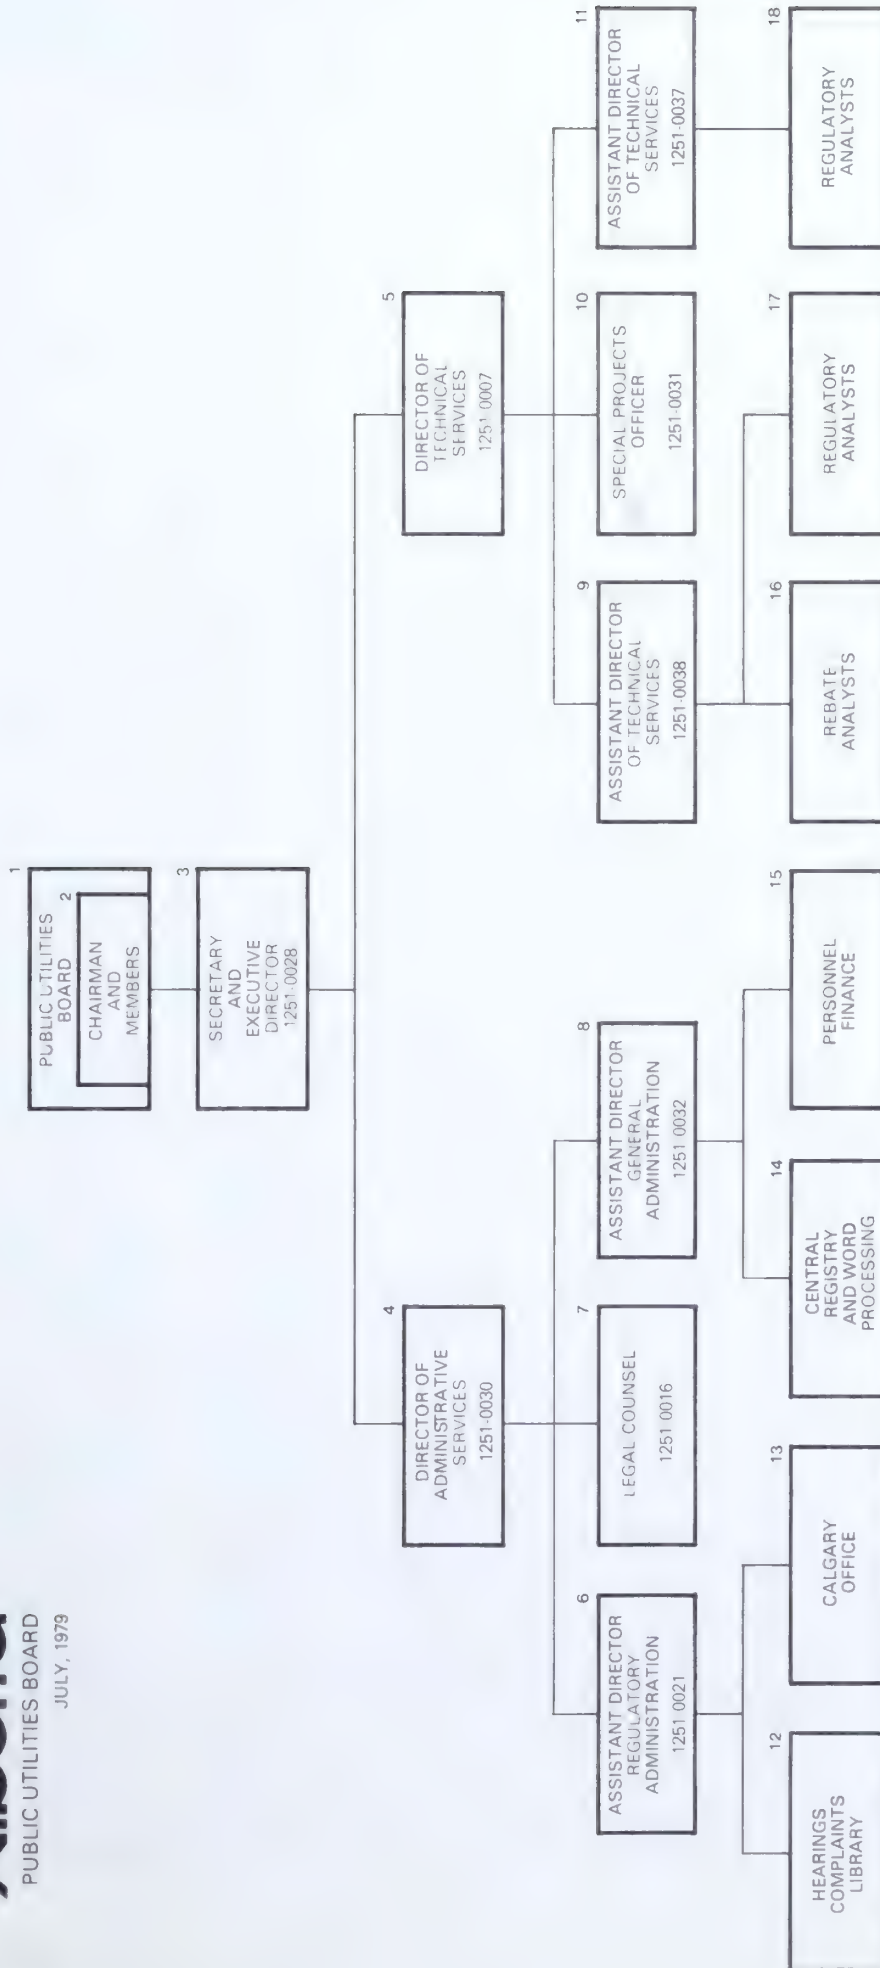 PUBLIC UTILITIES BOARD
JULY, 1979
1
PUBLIC UTILITIES
BOARD
2
CHAIRMAN
AND
MEMBERS
3
SECRETARY
AND
EXECUTIVE
DIRECTOR
1251-0028
4
DIRECTOR OF
ADMINISTRATIVE
SERVICES
1251-0030
5
DIRECTOR OF
TECHNICAL
SERVICES
1251 0007
6
ASSISTANT DIRECTOR
REGULATORY
ADMINISTRATION
1251 0021
7
LEGAL COUNSEL
1251 0016
8
ASSISTANT DIRECTOR
GENERAL
ADMINISTRATION
1251 0032
9
ASSISTANT DIRECTOR
OF TECHNICAL
SERVICES
1251-0038
10
SPECIAL PROJECTS
OFFICER
1251-0031
11
ASSISTANT DIRECTOR
OF TECHNICAL
SERVICES
1251-0037
12
HEARINGS
COMPLAINTS
LIBRARY
13
CALGARY
OFFICE
14
CENTRAL
REGISTRY
AND WORD
PROCESSING
15
PERSONNEL
FINANCE
16
REBATE
ANALYSTS
17
REGULATORY
ANALYSTS
18
REGULATORY
ANALYSTS